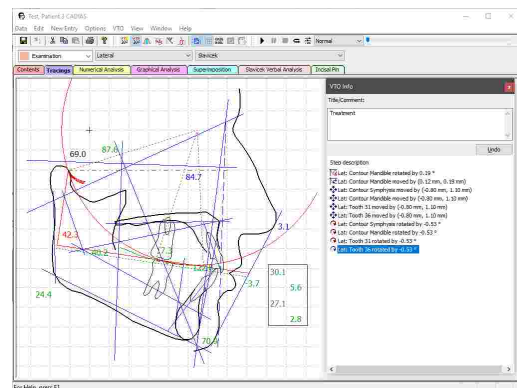 Test, Patient J CADIAS
Data Edit New Entry Options VTO View Window Help
Normal
Examination Lateral Slavicek
Contents Tracings Numerical Analysis Graphical Analysis Superimposition Slavicek Verbal Analysis Incisal Pin
VTO Info
Title/Comment:
Treatment
Undo
Step description
Lat: Contour Mandible rotated by 0.19 °
Lat: Contour Mandible moved by (0.12 mm, 0.19 mm)
Lat: Contour Symphysis moved by (-0.80 mm, 1.10 mm)
Lat: Contour Mandible moved by (-0.80 mm, 1.10 mm)
Lat: Tooth 31 moved by (-0.80 mm, 1.10 mm)
Lat: Tooth 36 moved by (-0.80 mm, 1.10 mm)
Lat: Contour Symphysis rotated by -0.53 °
Lat: Contour Mandible rotated by -0.53 °
Lat: Tooth 31 rotated by -0.53 °
Lat: Tooth 36 rotated by -0.53 °
87.6
69.0
84.7
3.1
42.3
40.2
24.4
-3.7
30.1
5.6
27.1
2.8
For Help, press F1